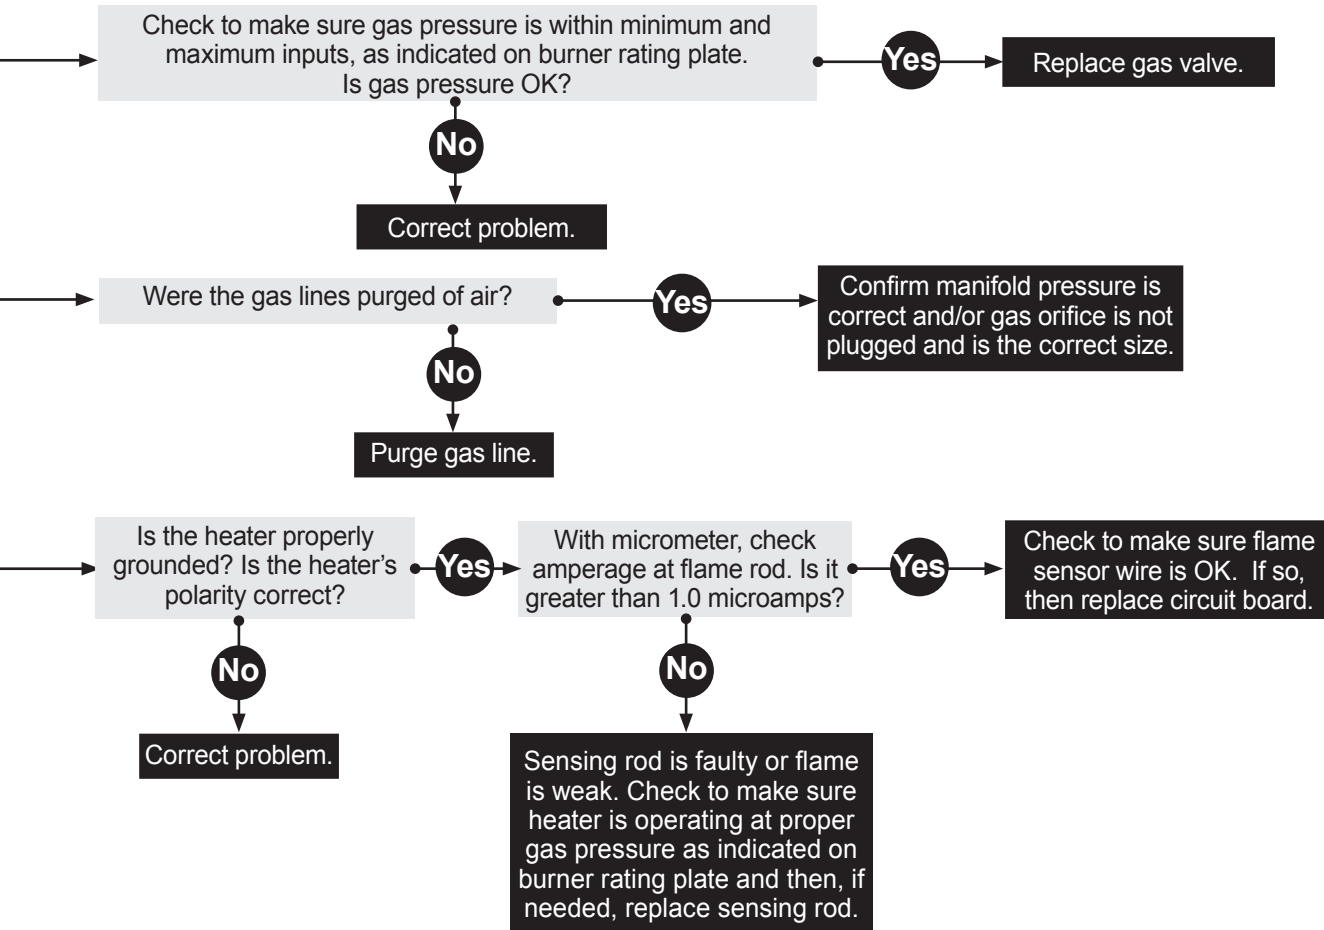 Check to make sure gas pressure is within minimum and
maximum inputs, as indicated on burner rating plate.
Is gas pressure OK?
Yes
Replace gas valve.
No
Correct problem.
Were the gas lines purged of air?
Yes
Confirm manifold pressure is
correct and/or gas orifice is not
plugged and is the correct size.
No
Purge gas line.
Is the heater properly
grounded? Is the heater's
polarity correct?
Yes
With micrometer, check
amperage at flame rod. Is it
greater than 1.0 microamps?
Yes
Check to make sure flame
sensor wire is OK.  If so,
then replace circuit board.
No
Correct problem.
No
Sensing rod is faulty or flame
is weak. Check to make sure
heater is operating at proper
gas pressure as indicated on
burner rating plate and then, if
needed, replace sensing rod.